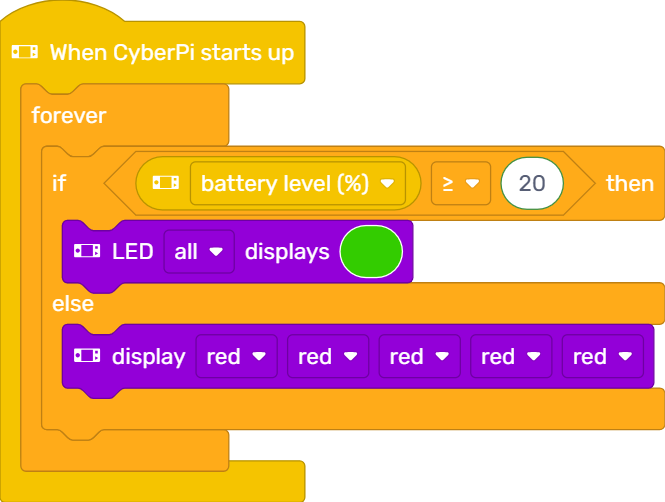 When CyberPi starts up
forever
if battery level (%) ≥ 20 then
LED all displays
else
display red red red red red